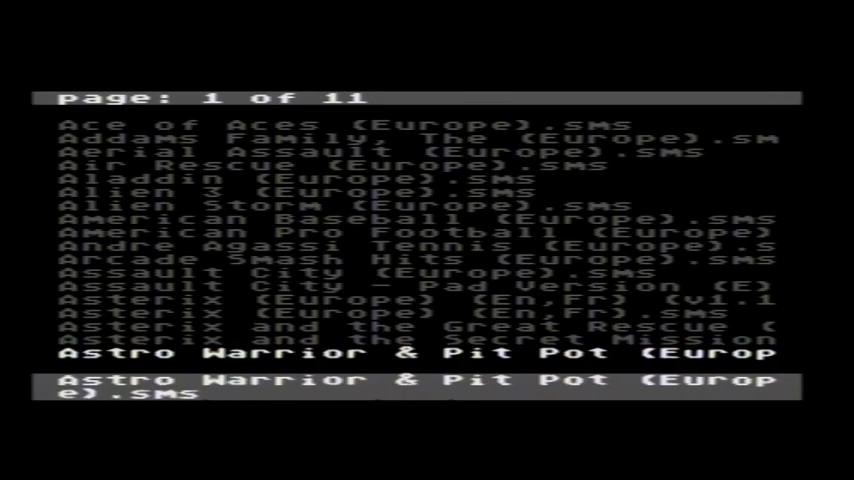 page: 1 of 11
Ace of Aces (Europe).sms
Addams Family, The (Europe).sm
Aerial Assault (Europe).sms
Air Rescue (Europe).sms
Aladdin (Europe).sms
Alien 3 (Europe).sms
Alien Storm (Europe).sms
American Baseball (Europe).sms
American Pro Football (Europe)
Andre Agassi Tennis (Europe).s
Arcade Smash Hits (Europe).sms
Assault City (Europe).sms
Assault City - Pad Version (E)
Asterix (Europe) (En,Fr) (v1.1
Asterix (Europe) (En,Fr).sms
Asterix and the Great Rescue (
Asterix and the Secret Mission
Astro Warrior & Pit Pot (Europ
Astro Warrior & Pit Pot (Europ
e).sms